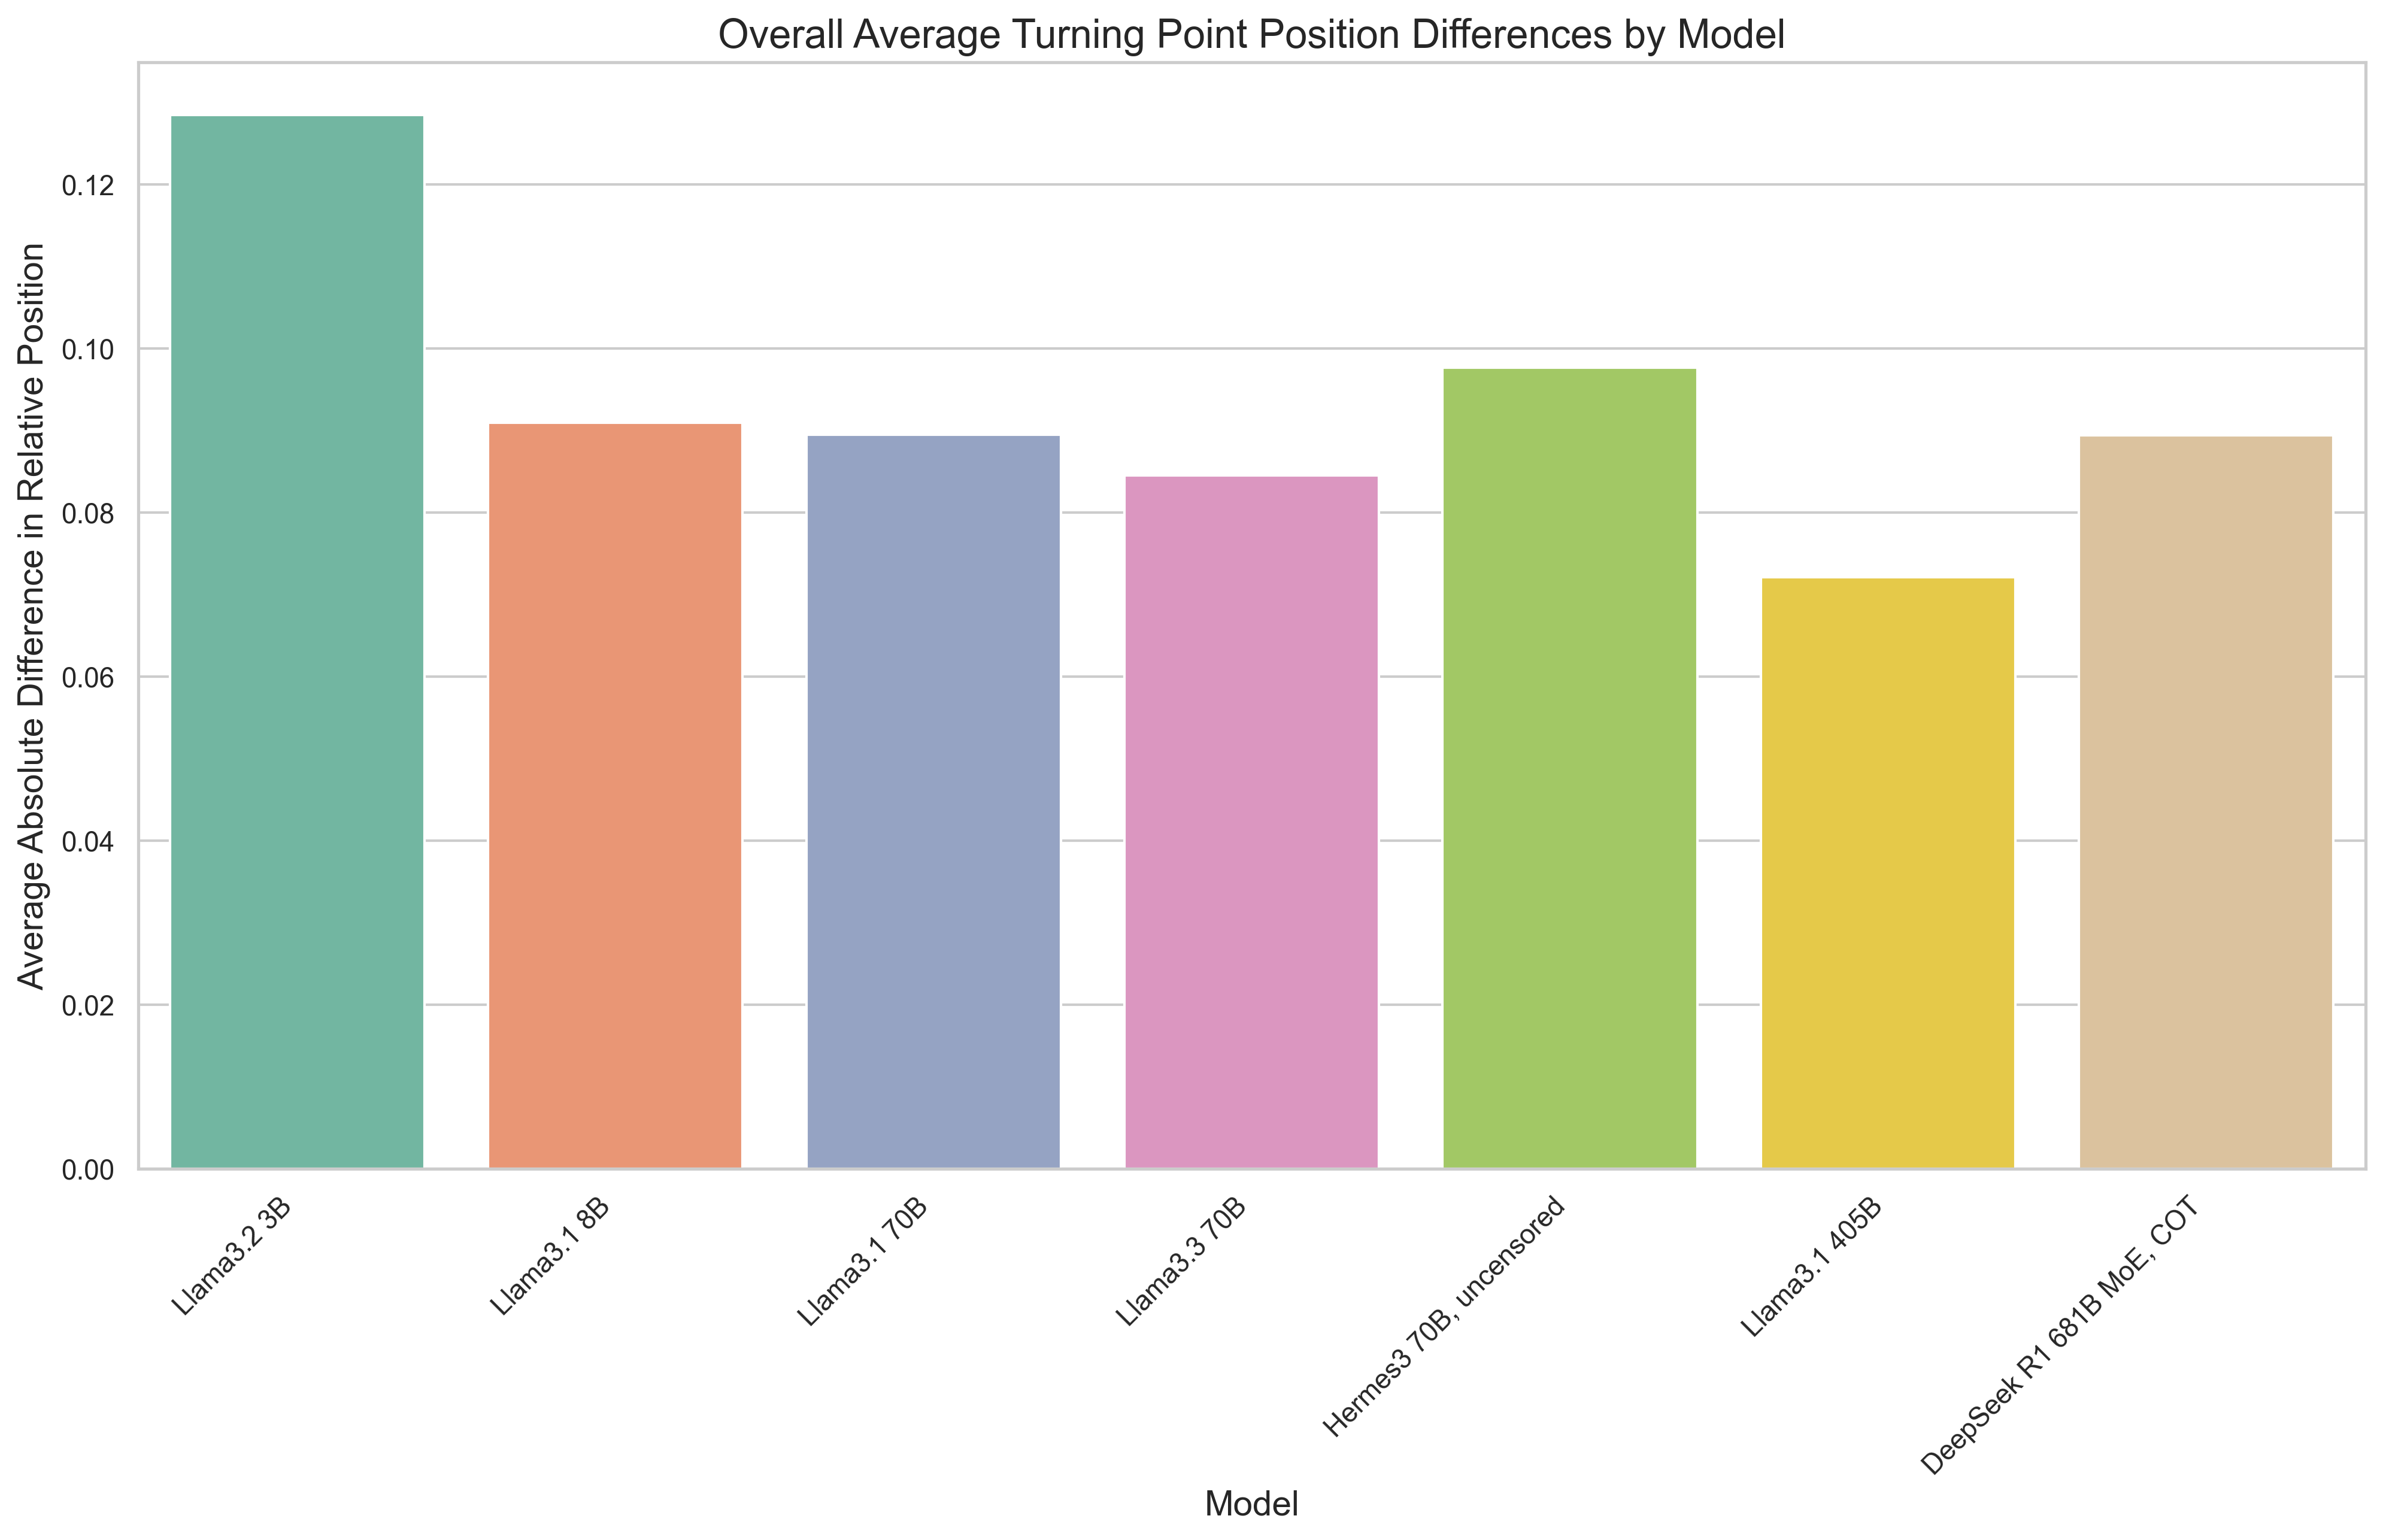 Overall Average Turning Point Position Differences by Model
Average Absolute Difference in Relative Position
0.12
0.10
0.08
0.06
0.04
0.02
0.00
Llama3.2 3B
Llama3.1 8B
Llama3.1 70B
Llama3.3 70B
Hermes3 70B, uncensored
Llama3.1 405B
DeepSeek R1 681B MoE, COT
Model